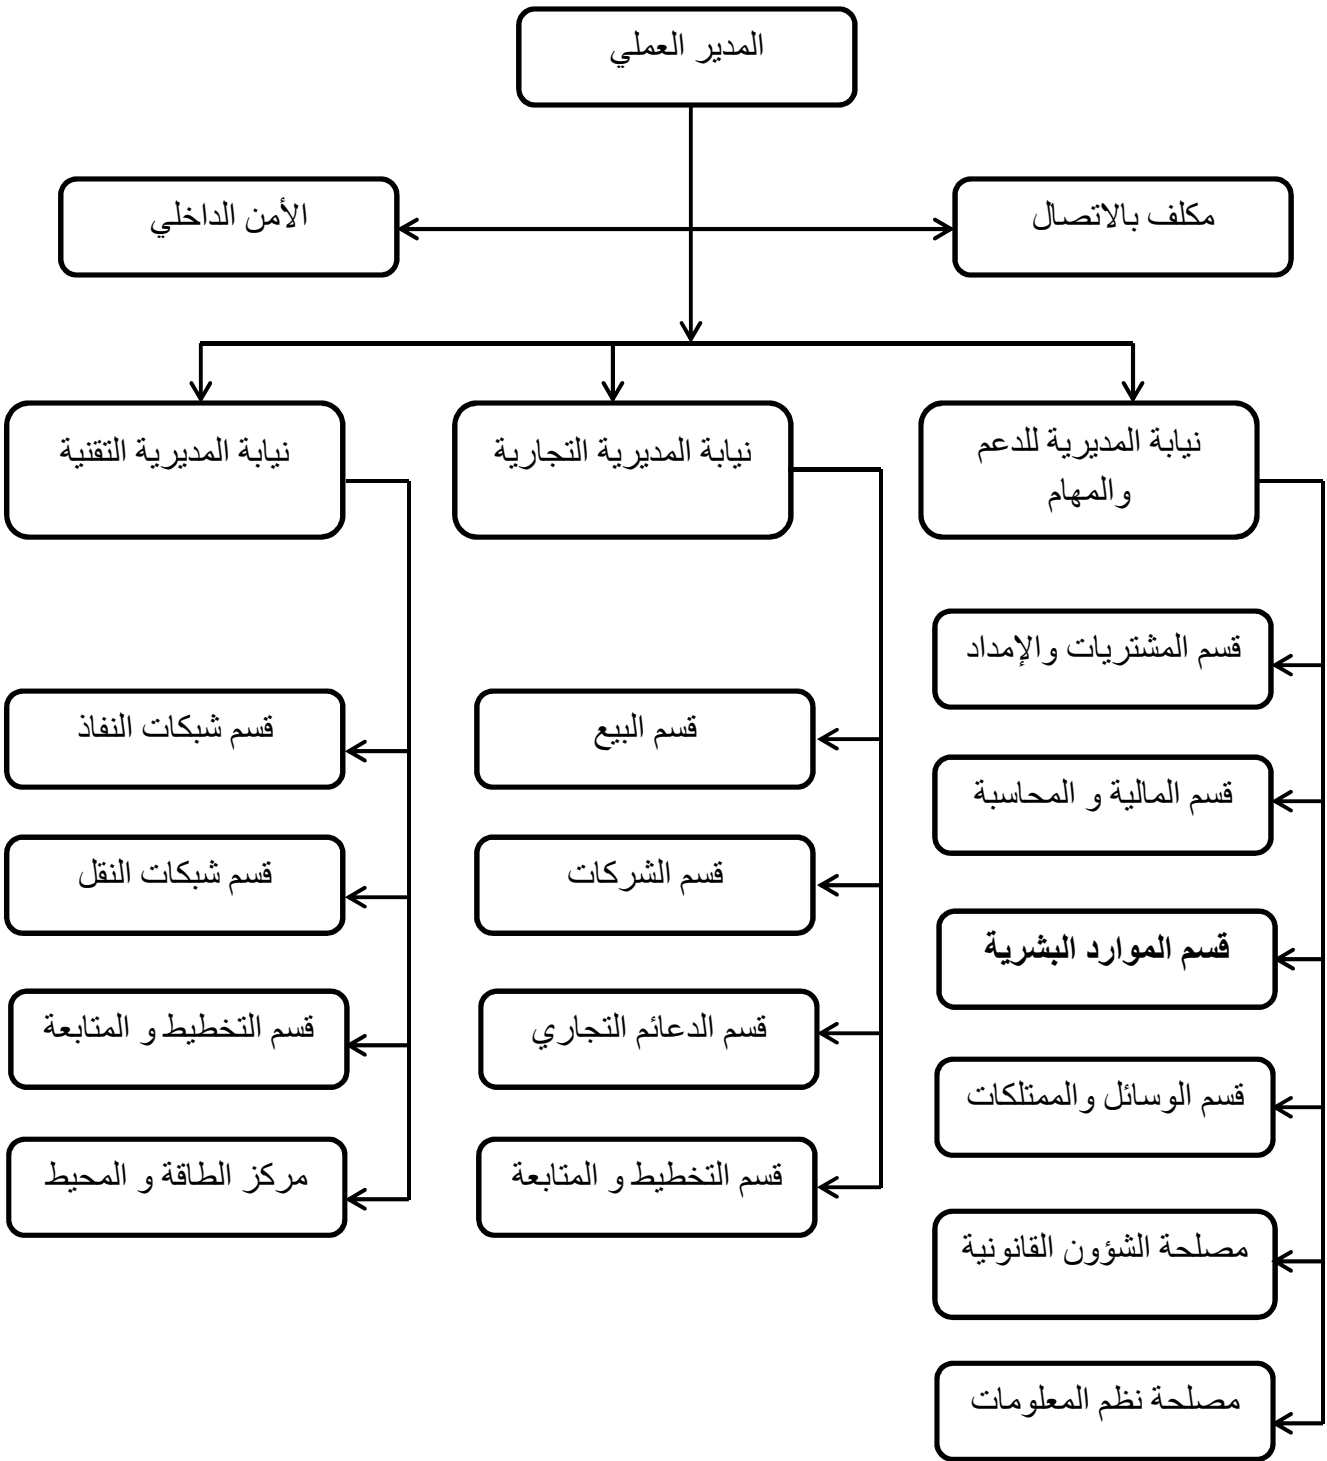 المدير العملي
مكلف بالاتصال
الأمن الداخلي
نيابة المديرية للدعم
والمهام
نيابة المديرية التجارية
نيابة المديرية التقنية
قسم المشتريات والإمداد
قسم المالية و المحاسبة
قسم الموارد البشرية
قسم الوسائل والممتلكات
مصلحة الشؤون القانونية
مصلحة نظم المعلومات
قسم البيع
قسم الشركات
قسم الدعائم التجاري
قسم التخطيط و المتابعة
قسم شبكات النفاذ
قسم شبكات النقل
قسم التخطيط و المتابعة
مركز الطاقة و المحيط